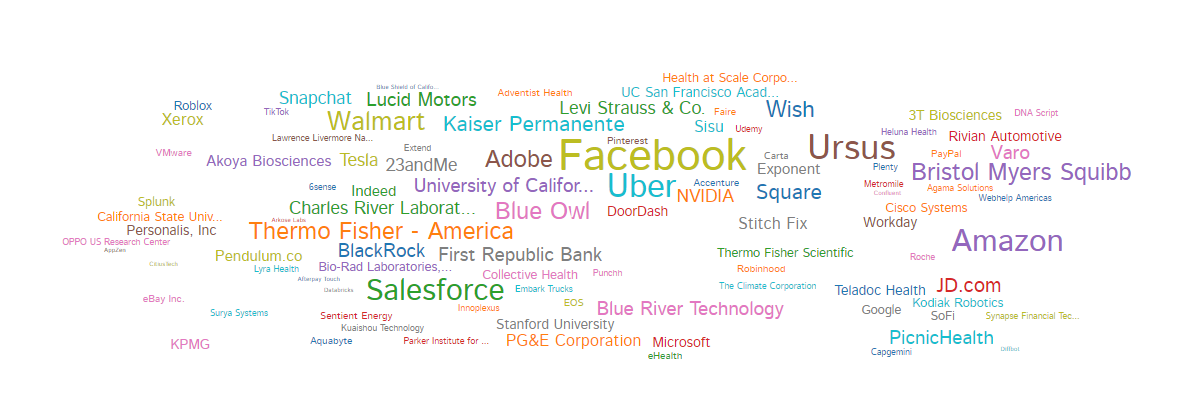 Health at Scale Corpo...
Blue Shield of Califo...
Snapchat
Lucid Motors
Adventist Health
UC San Francisco Acad...
Roblox
TikTok
Levi Strauss & Co.
Faire
Wish
3T Biosciences
DNA Script
Xerox
Walmart
Kaiser Permanente
Sisu
Udemy
Heluna Health
Rivian Automotive
Lawrence Livermore Na...
Extend
Pinterest
VMware
Akoya Biosciences
Tesla
23andMe
Adobe
Facebook
Carta
Ursus
PayPal
Varo
Exponent
Plenty
Bristol Myers Squibb
6sense
Indeed
University of Califor...
Uber
Accenture
NVIDIA
Square
Metromile
Confluent
Agama Solutions
Webhelp Americas
Splunk
Charles River Laborat...
Blue Owl
DoorDash
Cisco Systems
California State Univ...
Arkose Labs
Personalis, Inc
Thermo Fisher - America
Stitch Fix
Workday
OPPO US Research Center
AppZen
BlackRock
First Republic Bank
Thermo Fisher Scientific
Amazon
Pendulum.co
Roche
CitiusTech
Lyra Health
Bio-Rad Laboratories,...
Collective Health
Punchh
Robinhood
Afterpay Touch
Databricks
Salesforce
Embark Trucks
The Climate Corporation
Teladoc Health
JD.com
eBay Inc.
Innoplexus
EOS
Blue River Technology
Kodiak Robotics
Surya Systems
Sentient Energy
Google
SoFi
Synapse Financial Tec...
Kuaishou Technology
Stanford University
KPMG
Aquabyte
Parker Institute for ...
PG&E Corporation
Microsoft
PicnicHealth
eHealth
Capgemini
Diffbot